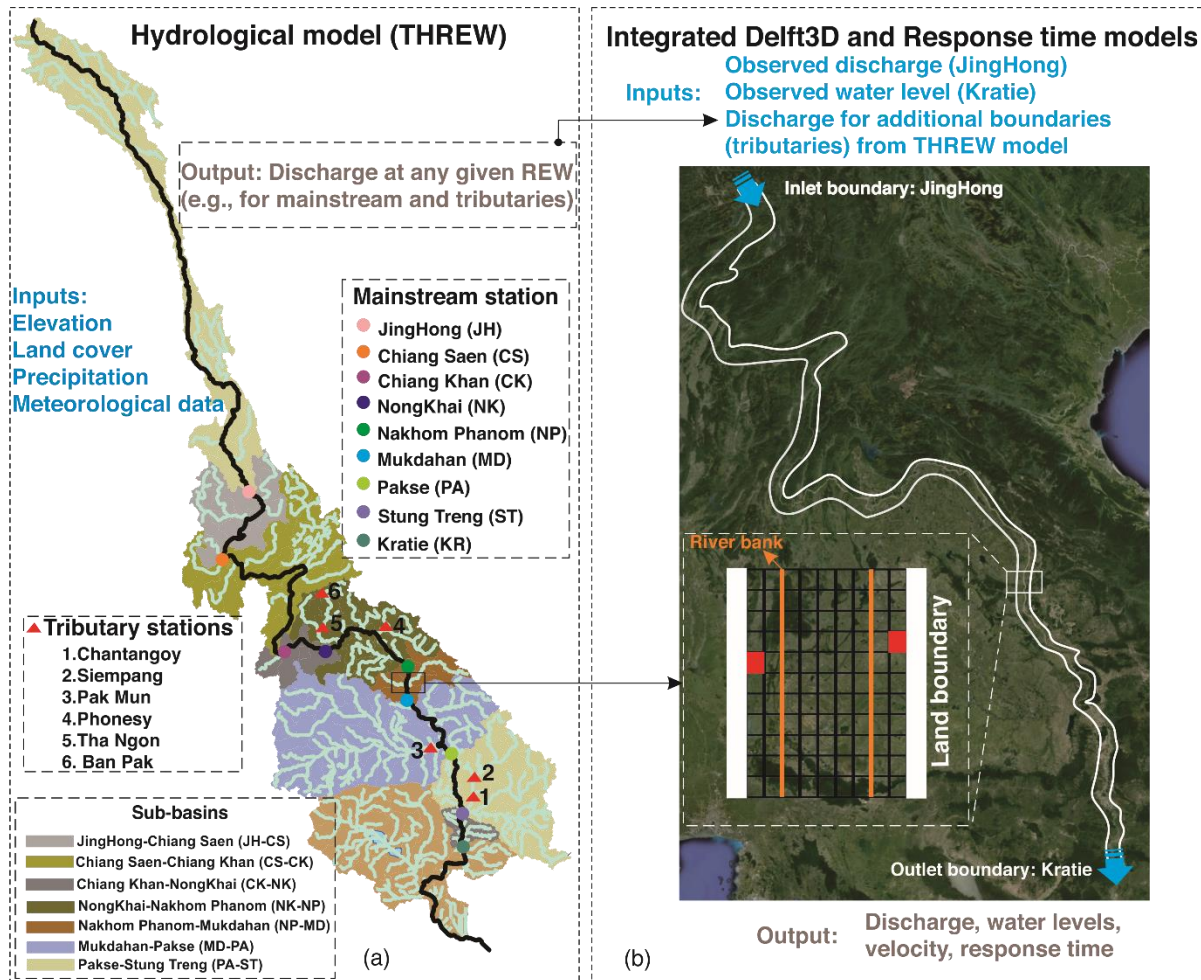 Hydrological model (THREW)
Output: Discharge at any given REW
(e.g., for mainstream and tributaries)
Inputs:
Elevation
Land cover
Precipitation
Meteorological data
Mainstream station
JingHong (JH)
Chiang Saen (CS)
Chiang Khan (CK)
NongKhai (NK)
Nakhom Phanom (NP)
Mukdahan (MD)
Pakse (PA)
Stung Treng (ST)
Kratie (KR)
6
5
4
3
2
1
Tributary stations
1.Chantangoy
2.Siempang
3.Pak Mun
4.Phonesy
5.Tha Ngon
6. Ban Pak
Sub-basins
JingHong-Chiang Saen (JH-CS)
Chiang Saen-Chiang Khan (CS-CK)
Chiang Khan-NongKhai (CK-NK)
NongKhai-Nakhom Phanom (NK-NP)
Nakhom Phanom-Mukdahan (NP-MD)
Mukdahan-Pakse (MD-PA)
Pakse-Stung Treng (PA-ST)
(a)
Integrated Delft3D and Response time models
Inputs:
Observed discharge (JingHong)
Observed water level (Kratie)
Discharge for additional boundaries
(tributaries) from THREW model
Inlet boundary: JingHong
River bank
Land boundary
Outlet boundary: Kratie
Output: Discharge, water levels,
velocity, response time
(b)